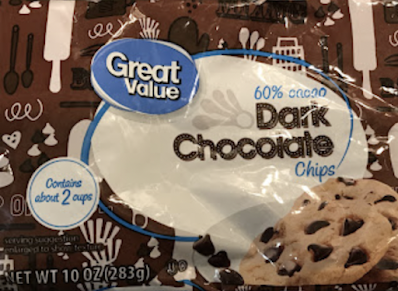 Great
Value
60% cacao
Dark
Chocolate
Chips
Contains
about 2 cups
serving suggestion
enlarged to show texture
NET WT 10 OZ (283g)